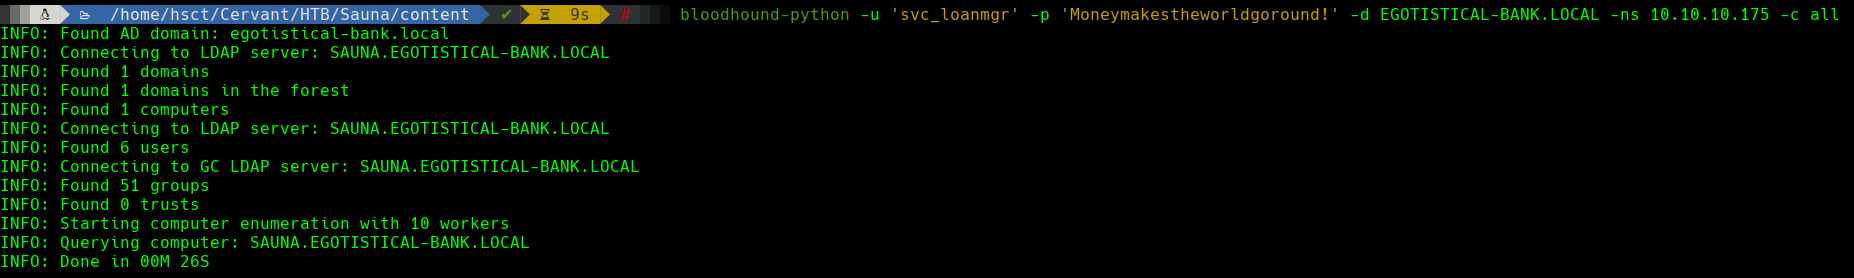 /home/hsct/Cervant/HTB/Sauna/content ✔ ⌛ 9s # bloodhound-python -u 'svc_loanmgr' -p 'Moneymakestheworldgoround!' -d EGOTISTICAL-BANK.LOCAL -ns 10.10.10.175 -c all
INFO: Found AD domain: egotistical-bank.local
INFO: Connecting to LDAP server: SAUNA.EGOTISTICAL-BANK.LOCAL
INFO: Found 1 domains
INFO: Found 1 domains in the forest
INFO: Found 1 computers
INFO: Connecting to LDAP server: SAUNA.EGOTISTICAL-BANK.LOCAL
INFO: Found 6 users
INFO: Connecting to GC LDAP server: SAUNA.EGOTISTICAL-BANK.LOCAL
INFO: Found 51 groups
INFO: Found 0 trusts
INFO: Starting computer enumeration with 10 workers
INFO: Querying computer: SAUNA.EGOTISTICAL-BANK.LOCAL
INFO: Done in 00M 26S